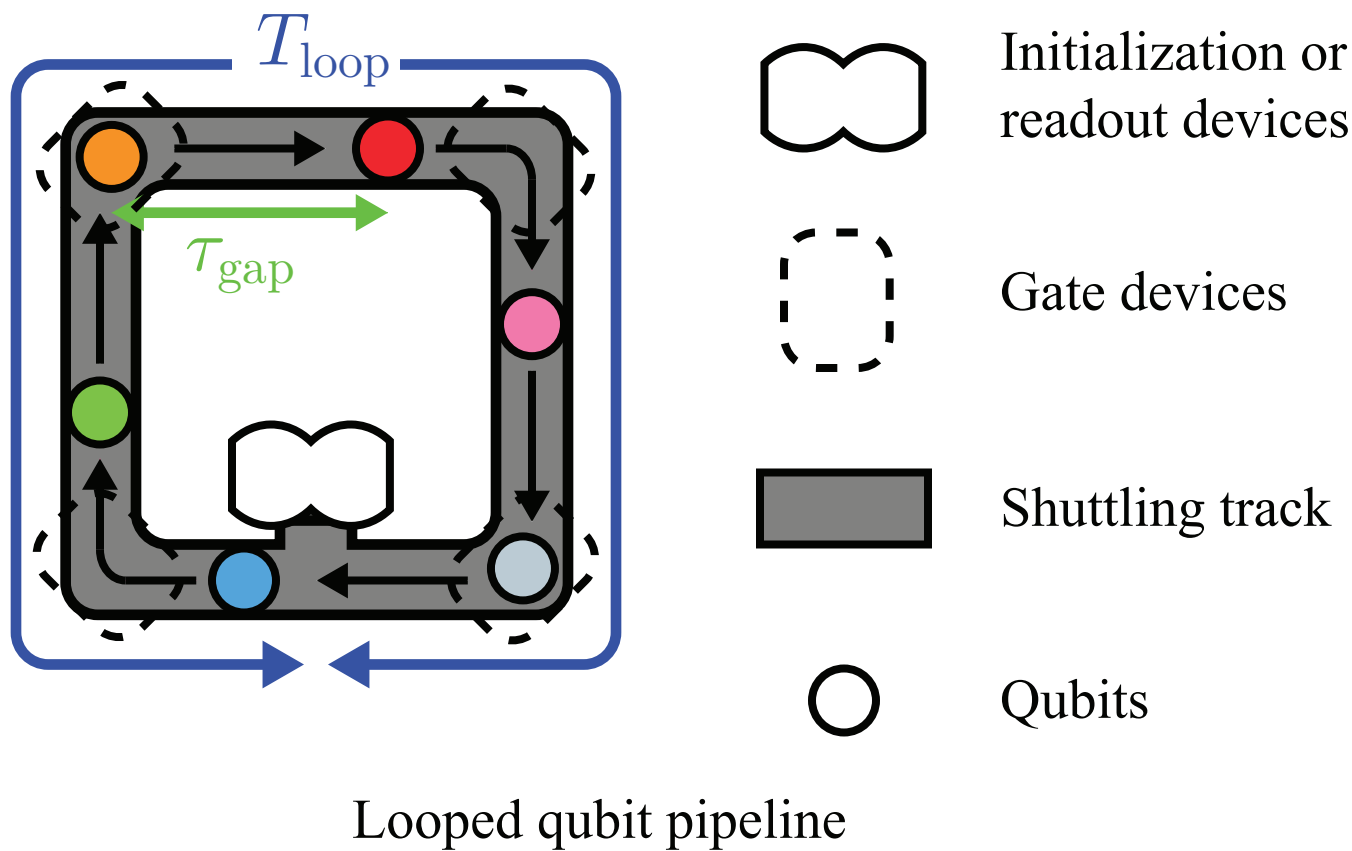 T_loop
τ_gap
Initialization or
readout devices
Gate devices
Shuttling track
Qubits
Looped qubit pipeline